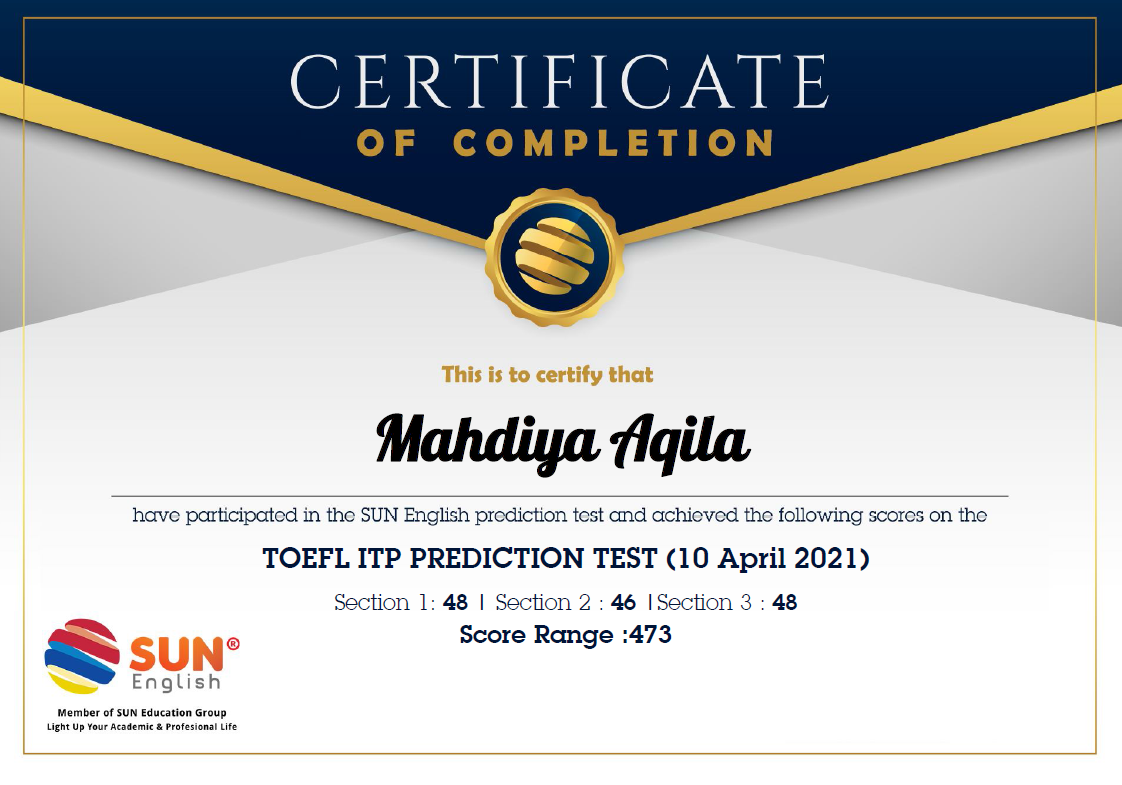 CERTIFICATE
OF COMPLETION
This is to certify that
Mahdiya Aqila
have participated in the SUN English prediction test and achieved the following scores on the
TOEFL ITP PREDICTION TEST (10 April 2021)
Section 1: 48 | Section 2 : 46 |Section 3 : 48
Score Range :473
SUN®
English
Member of SUN Education Group
Light Up Your Academic & Profesional Life